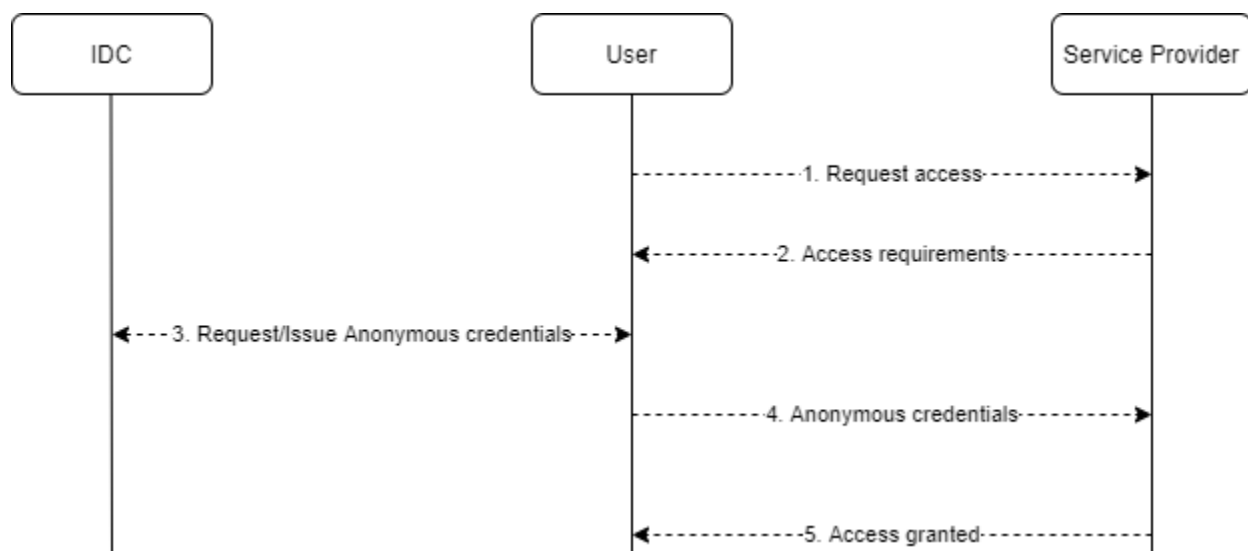 IDC
User
Service Provider
1. Request access
2. Access requirements
3. Request/Issue Anonymous credentials
4. Anonymous credentials
5. Access granted